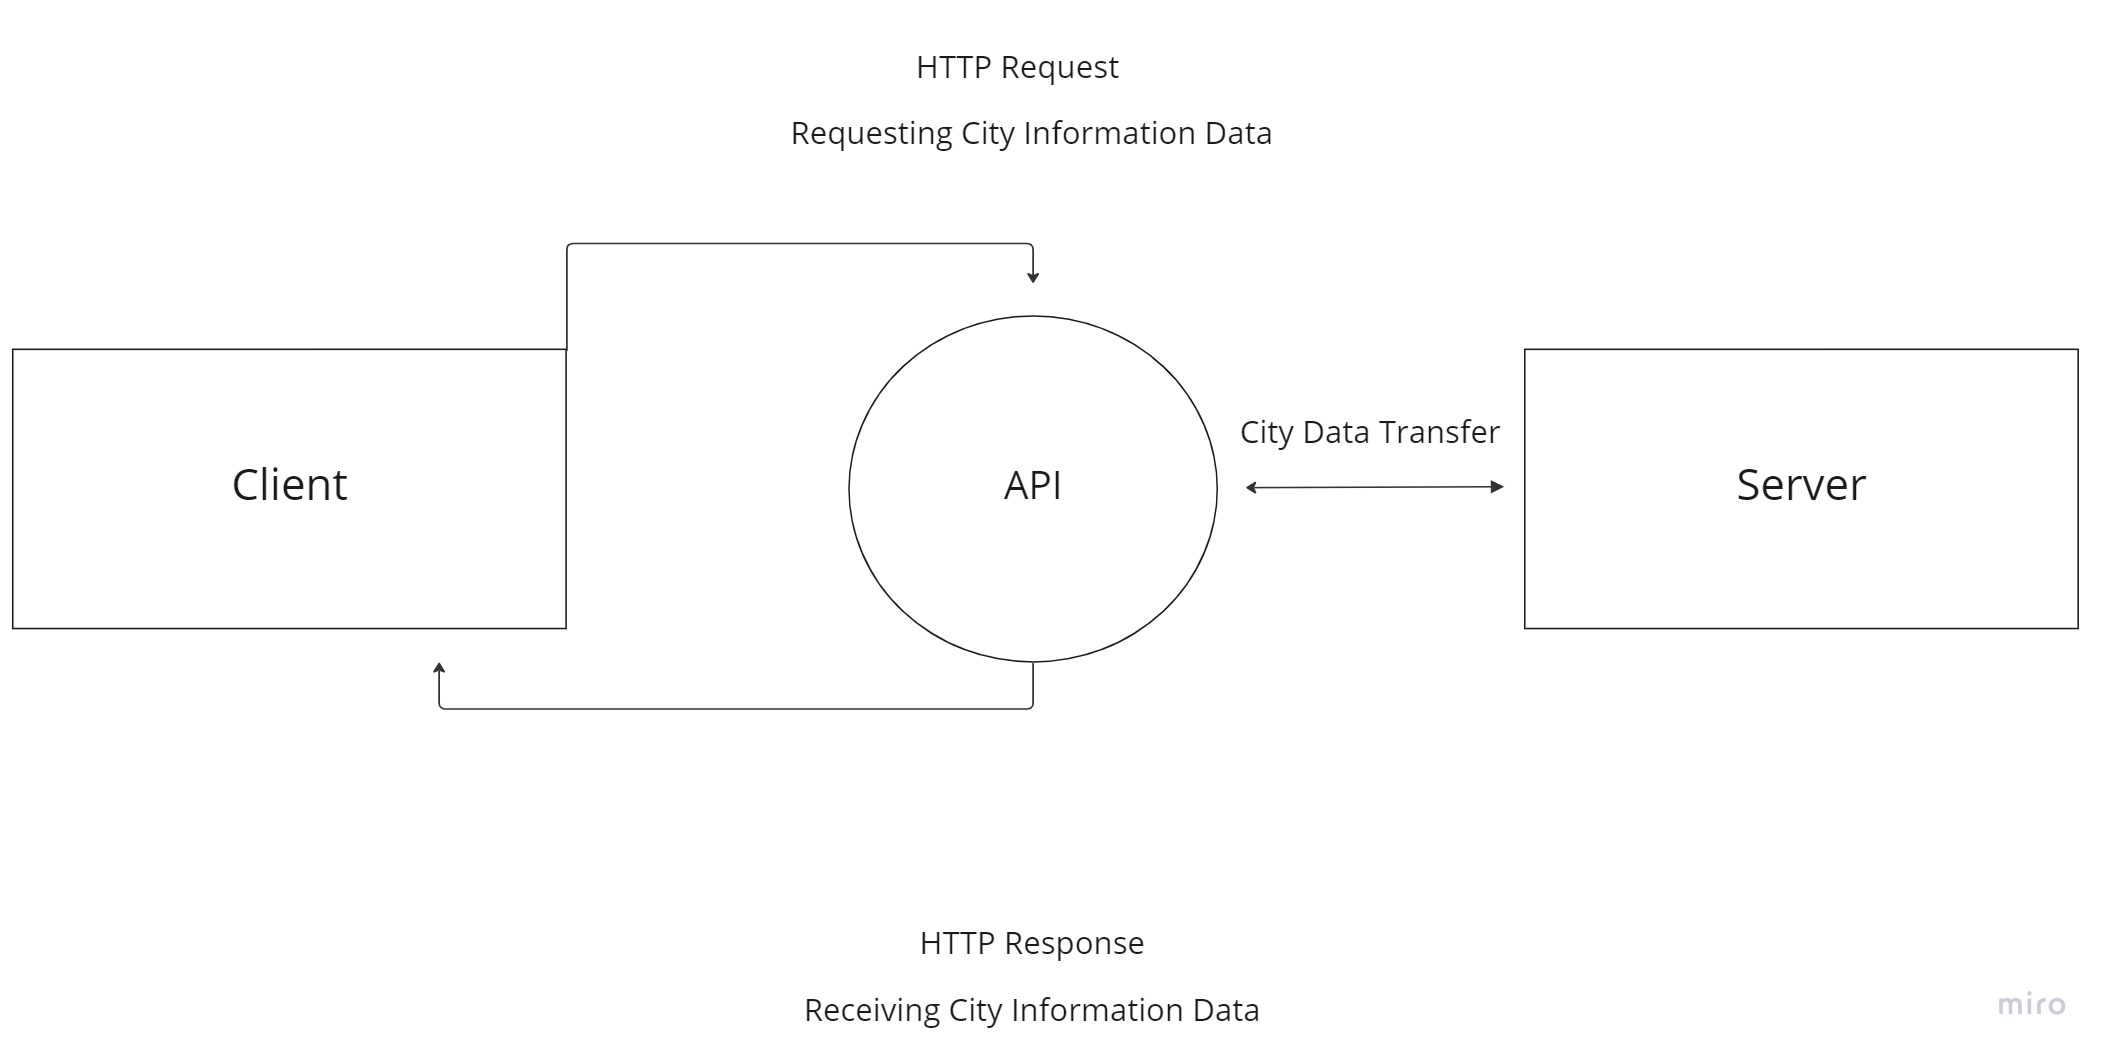 HTTP Request
Requesting City Information Data
City Data Transfer
Client
API
Server
HTTP Response
Receiving City Information Data
miro